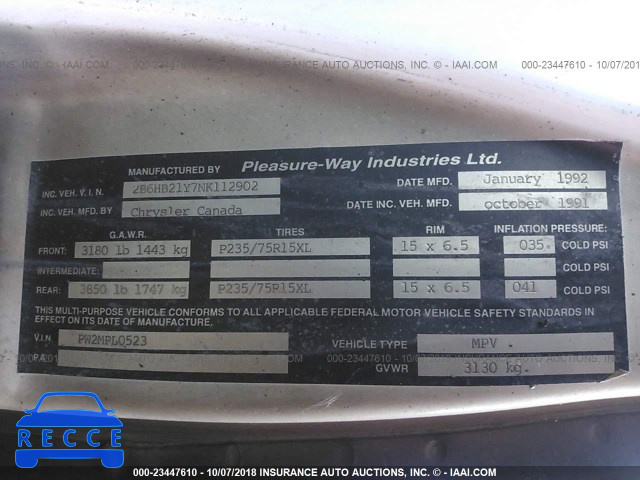 000-23447610 - 10/07/2018 INSURANCE AUTO AUCTIONS, INC. - © IAAI.COM
000-23447610 - 10/07/2018
MANUFACTURED BY Pleasure-Way Industries Ltd.
INC. VEH. V. I. N. 2B6HB21Y7NK112902 DATE MFD. January 1992
INC. VEH. MFD. BY Chrysler Canada DATE INC. VEH. MFD. october 1991
G.A.W.R. TIRES RIM INFLATION PRESSURE:
FRONT: 3180 lb 1443 kg P235/75R15XL 15 x 6.5 035 COLD PSI
INTERMEDIATE: COLD PSI
REAR: 3850 lb 1747 kg P235/75R15XL 15 x 6.5 041 COLD PSI
THIS MULTI-PURPOSE VEHICLE CONFORMS TO ALL APPLICABLE FEDERAL MOTOR VEHICLE SAFETY STANDARDS IN
EFFECT ON ITS DATE OF MANUFACTURE.
V.I.N. PW2MPL0523 VEHICLE TYPE MPV
P.A. GVWR 3130 kg.
RECCE
000-23447610 - 10/07/2018 INSURANCE AUTO AUCTIONS, INC. - © IAAI.COM